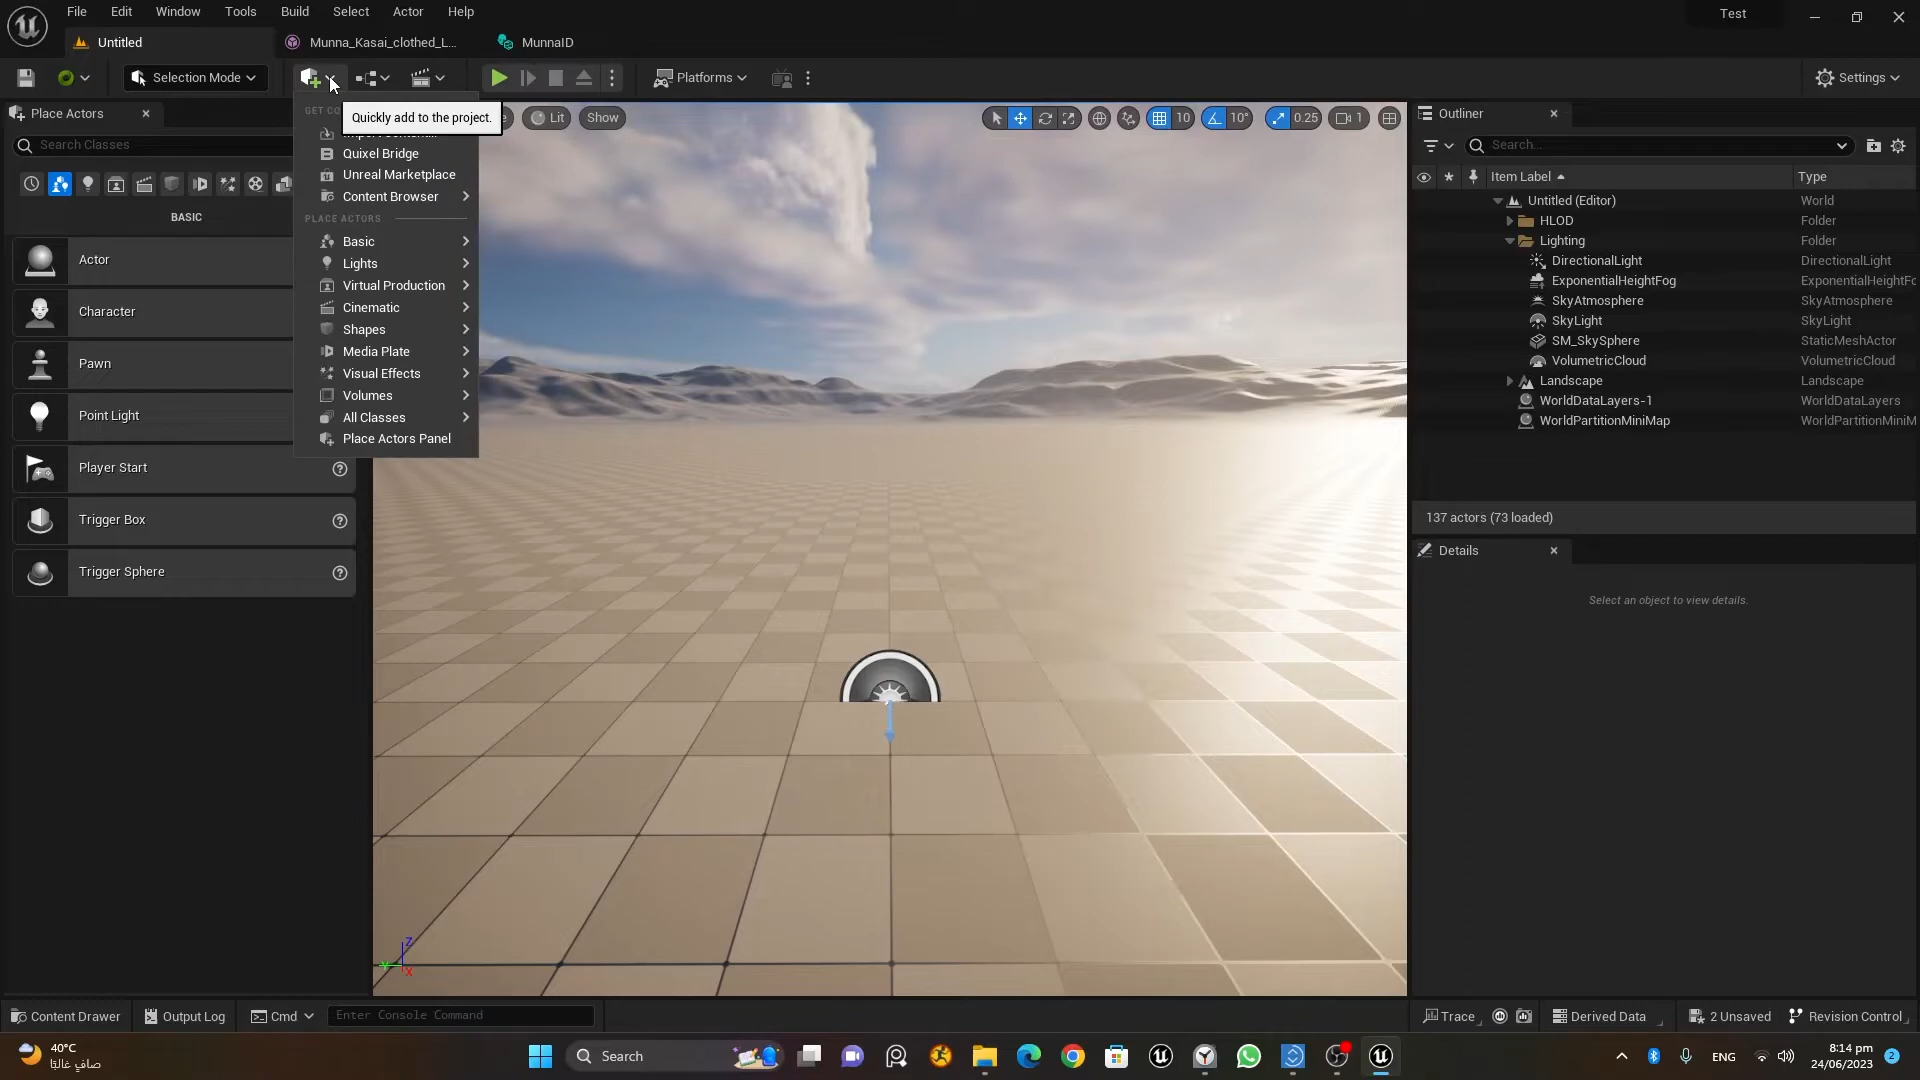 File Edit Window Tools Build Select Actor Help
Test
Untitled
Munna_Kasai_clothed_L...
MunnaID
Selection Mode
Platforms
Settings
Place Actors
Search Classes
BASIC
Actor
Character
Pawn
Point Light
Player Start
Trigger Box
Trigger Sphere
Quickly add to the project.
Quixel Bridge
Unreal Marketplace
Content Browser
PLACE ACTORS
Basic
Lights
Virtual Production
Cinematic
Shapes
Media Plate
Visual Effects
Volumes
All Classes
Place Actors Panel
Lit
Show
10
10°
0.25
1
Z
X
Outliner
Search...
Item Label
Type
Untitled (Editor) World
HLOD Folder
Lighting Folder
DirectionalLight DirectionalLight
ExponentialHeightFog ExponentialHeightFc
SkyAtmosphere SkyAtmosphere
SkyLight SkyLight
SM_SkySphere StaticMeshActor
VolumetricCloud VolumetricCloud
Landscape Landscape
WorldDataLayers-1 WorldDataLayers
WorldPartitionMiniMap WorldPartitionMiniM
137 actors (73 loaded)
Details
Select an object to view details.
Content Drawer
Output Log
Cmd
Enter Console Command
Trace
Derived Data
2 Unsaved
Revision Control
40°C
صافٍ غالبًا
Search
ENG
8:14 pm
24/06/2023
2